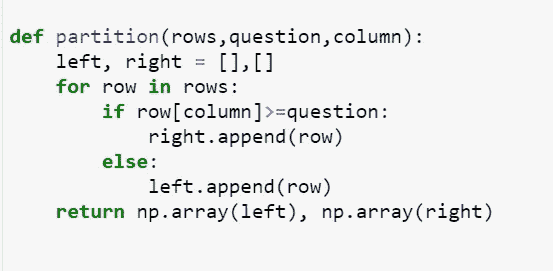 def partition(rows,question,column):
    left, right = [],[]
    for row in rows:
        if row[column]>=question:
            right.append(row)
        else:
            left.append(row)
    return np.array(left), np.array(right)